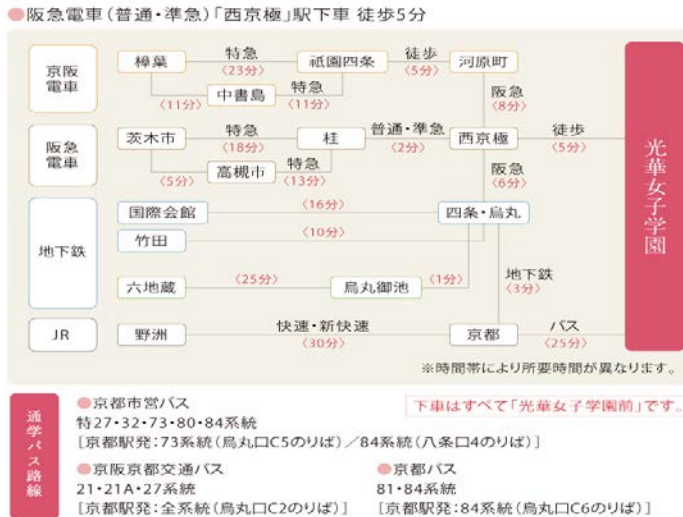 ●阪急電車(普通・準急)「西京極」駅下車 徒歩5分
京阪電車
樟葉
特急
〈23分〉
祇園四条
徒歩
〈5分〉
河原町
〈11分〉
中書島
特急
〈11分〉
阪急
〈8分〉
阪急電車
茨木市
特急
〈18分〉
桂
普通・準急
〈2分〉
西京極
徒歩
〈5分〉
〈5分〉
高槻市
特急
〈13分〉
阪急
〈6分〉
光華女子学園
地下鉄
国際会館
〈16分〉
四条・烏丸
竹田
〈10分〉
六地蔵
〈25分〉
烏丸御池
〈1分〉
地下鉄
〈3分〉
JR
野洲
快速・新快速
〈30分〉
京都
バス
〈25分〉
※時間帯により所要時間が異なります。
通学バス路線
●京都市営バス
下車はすべて「光華女子学園前」です。
特27・32・73・80・84系統
[京都駅発:73系統(烏丸口C5のりば)/84系統(八条口4のりば)]
●京阪京都交通バス
21・21A・27系統
[京都駅発:全系統(烏丸口C2のりば)]
●京都バス
81・84系統
[京都駅発:84系統(烏丸口C6のりば)]